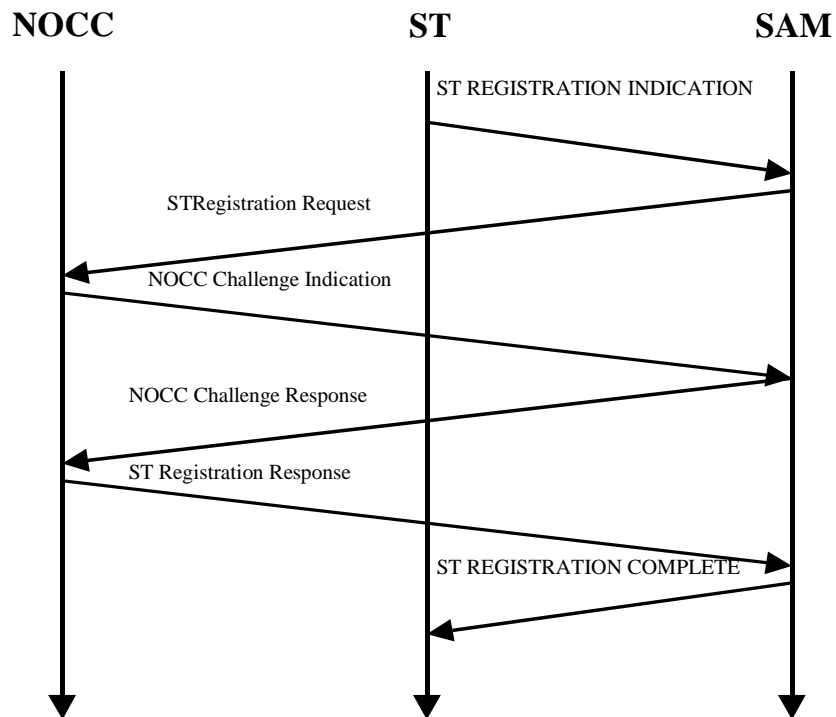 NOCC ST SAM
ST REGISTRATION INDICATION
STRegistration Request
NOCC Challenge Indication
NOCC Challenge Response
ST Registration Response
ST REGISTRATION COMPLETE